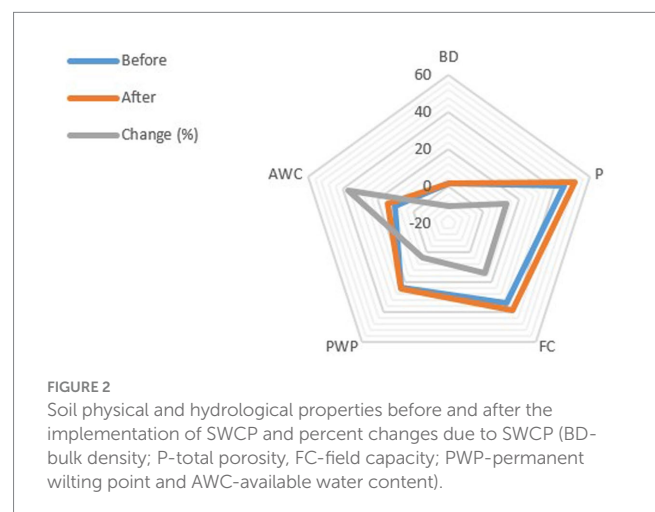 Before
After
Change (%)
BD
60
40
20
0
-20
P
AWC
PWP
FC
FIGURE 2
Soil physical and hydrological properties before and after the
implementation of SWCP and percent changes due to SWCP (BD-
bulk density; P-total porosity, FC-field capacity; PWP-permanent
wilting point and AWC-available water content).